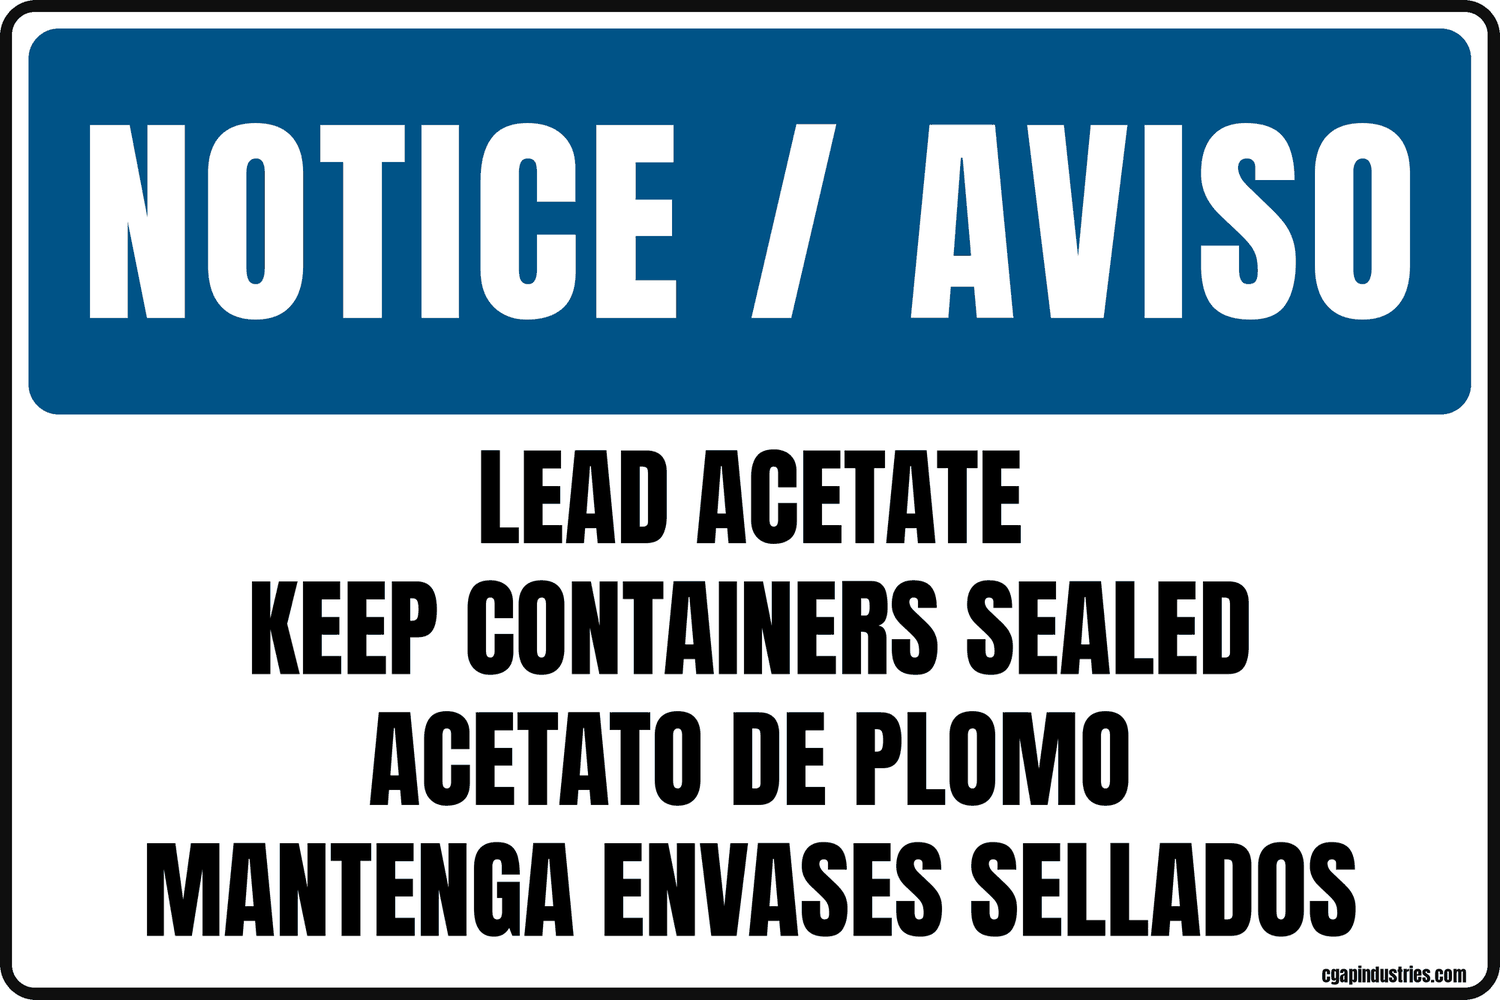 NOTICE / AVISO
LEAD ACETATE
KEEP CONTAINERS SEALED
ACETATO DE PLOMO
MANTENGA ENVASES SELLADOS
cgapindustries.com